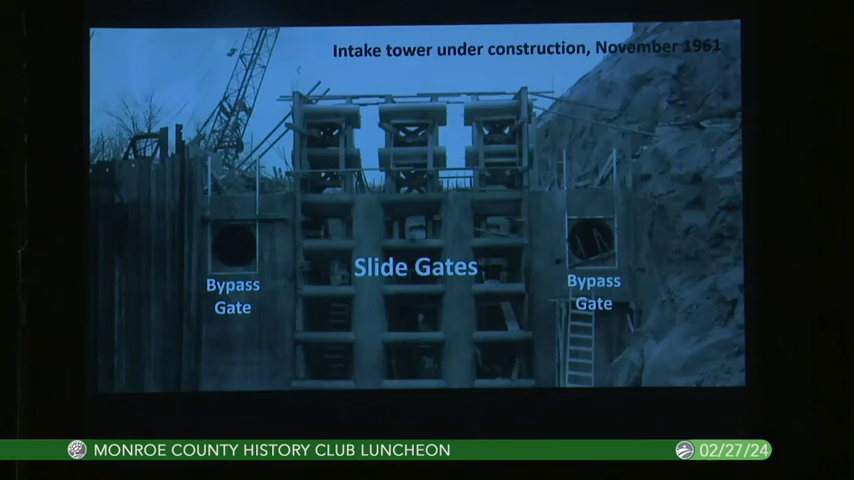 Intake tower under construction, November 1961
Slide Gates
Bypass
Gate
Bypass
Gate
MONROE COUNTY HISTORY CLUB LUNCHEON
02/27/24